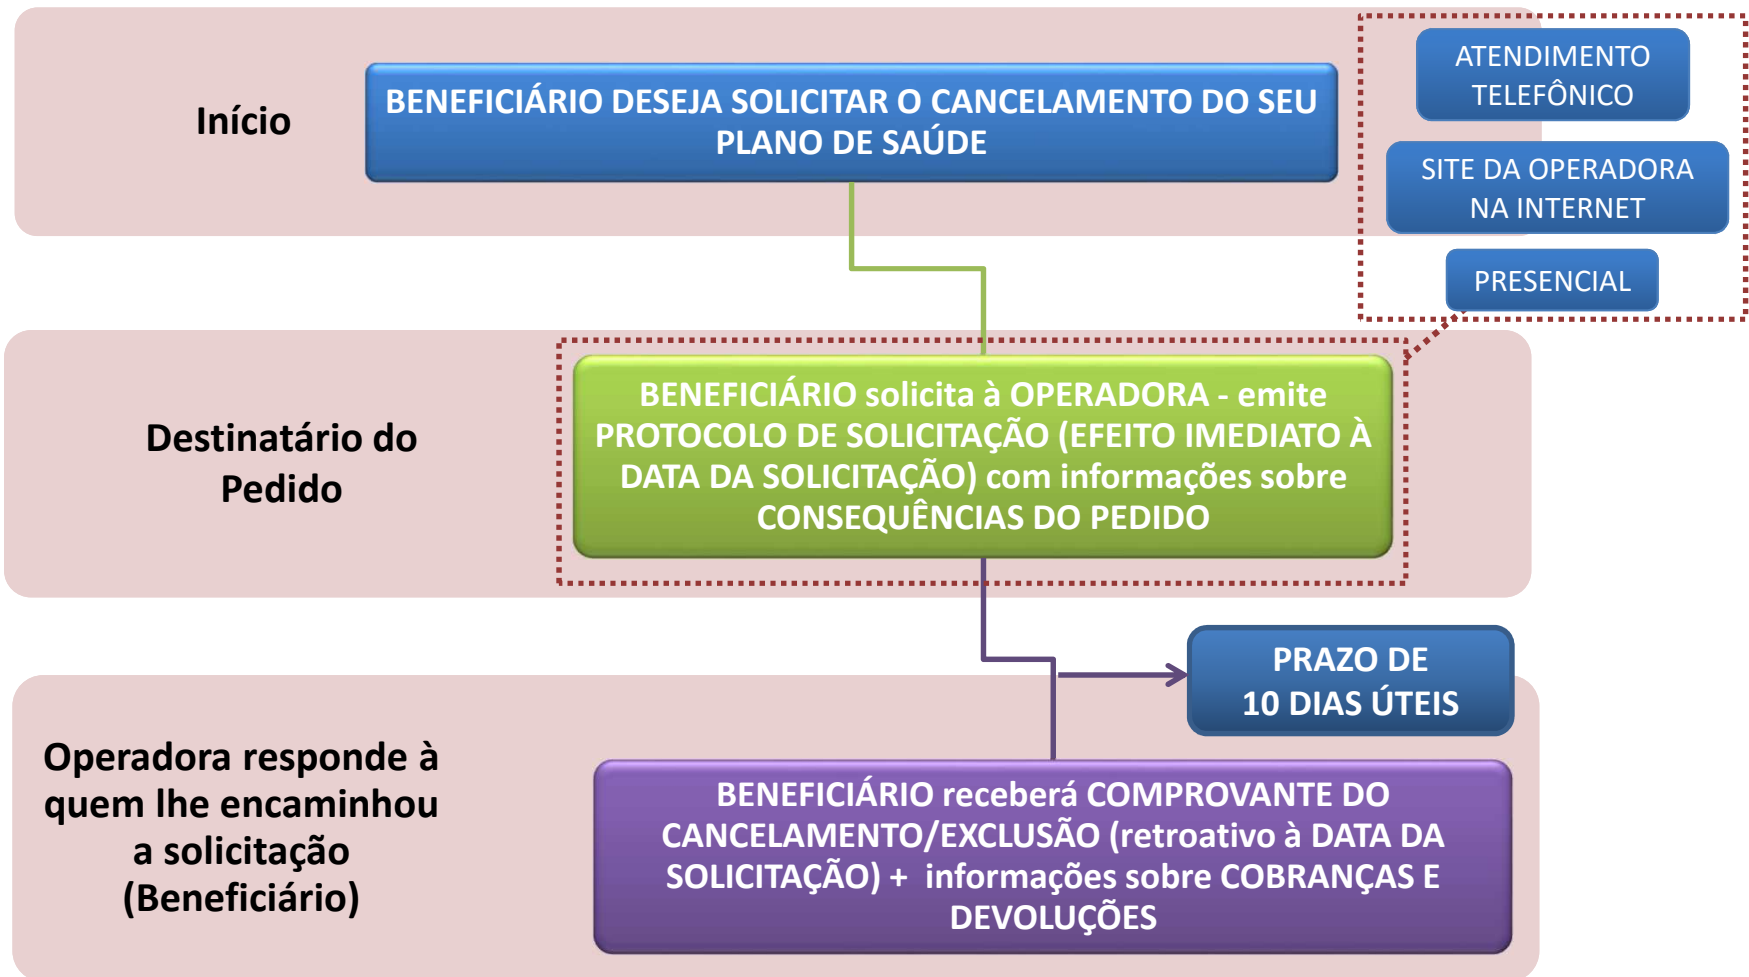 Início
BENEFICIÁRIO DESEJA SOLICITAR O CANCELAMENTO DO SEU
PLANO DE SAÚDE
ATENDIMENTO
TELEFÔNICO
SITE DA OPERADORA
NA INTERNET
PRESENCIAL
Destinatário do
Pedido
BENEFICIÁRIO solicita à OPERADORA - emite
PROTOCOLO DE SOLICITAÇÃO (EFEITO IMEDIATO À
DATA DA SOLICITAÇÃO) com informações sobre
CONSEQUÊNCIAS DO PEDIDO
PRAZO DE
10 DIAS ÚTEIS
Operadora responde à
quem lhe encaminhou
a solicitação
(Beneficiário)
BENEFICIÁRIO receberá COMPROVANTE DO
CANCELAMENTO/EXCLUSÃO (retroativo à DATA DA
SOLICITAÇÃO) + informações sobre COBRANÇAS E
DEVOLUÇÕES